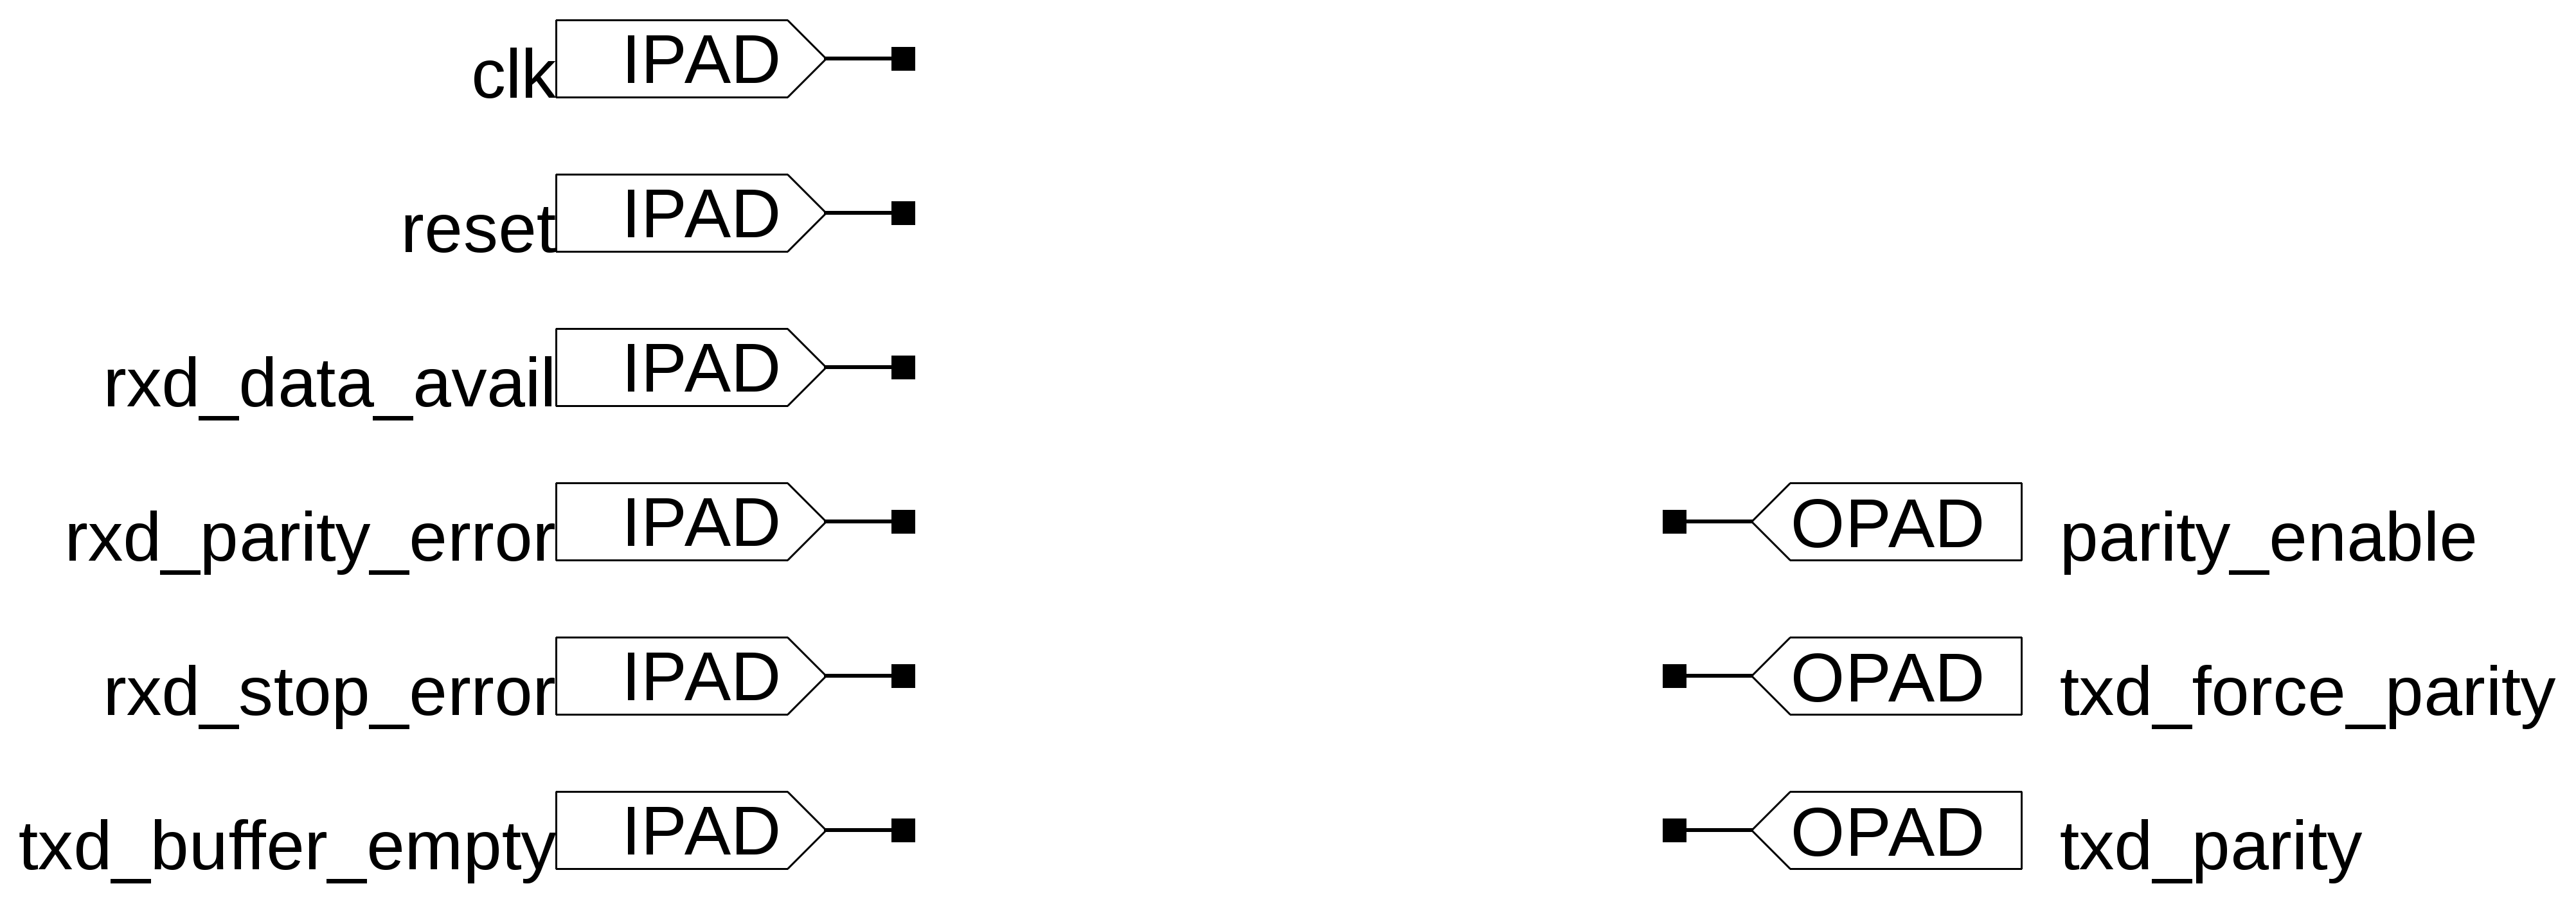 clk IPAD
reset IPAD
rxd_data_avail IPAD
rxd_parity_error IPAD OPAD parity_enable
rxd_stop_error IPAD OPAD txd_force_parity
txd_buffer_empty IPAD OPAD txd_parity